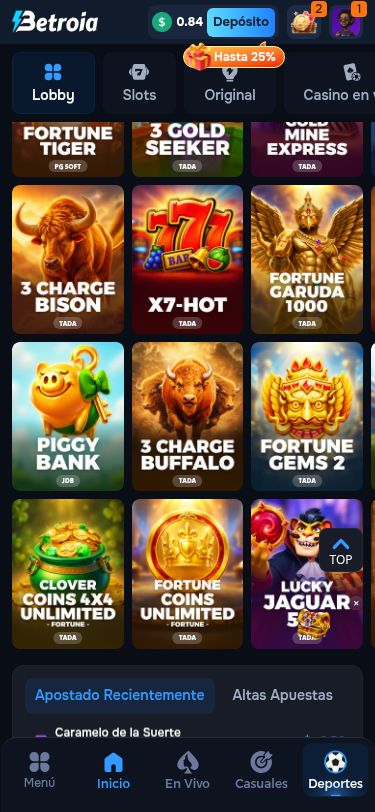 Betroia
$ 0.84 Depósito
2
1
Hasta 25%
Lobby
Slots
Original
Casino en v
FORTUNE
TIGER
PG SOFT
3 GOLD
SEEKER
TADA
GOLD
MINE
EXPRESS
TADA
3 CHARGE
BISON
TADA
777
BAR
X7-HOT
TADA
FORTUNE
GARUDA
1000
TADA
PIGGY
BANK
JDB
3 CHARGE
BUFFALO
TADA
FORTUNE
GEMS 2
TADA
CLOVER
COINS 4X4
UNLIMITED
- FORTUNE -
TADA
FORTUNE
COINS
UNLIMITED
- FORTUNE -
TADA
LUCKY
JAGUAR
TADA
TOP
×
Apostado Recientemente
Altas Apuestas
Caramelo de la Suerte
Menú
Inicio
En Vivo
Casuales
Deportes